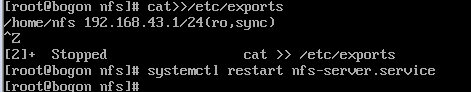 [root@bogon nfs]# cat>>/etc/exports
/home/nfs 192.168.43.1/24(ro,sync)
^Z
[2]+  Stopped                 cat >> /etc/exports
[root@bogon nfs]# systemctl restart nfs-server.service
[root@bogon nfs]#